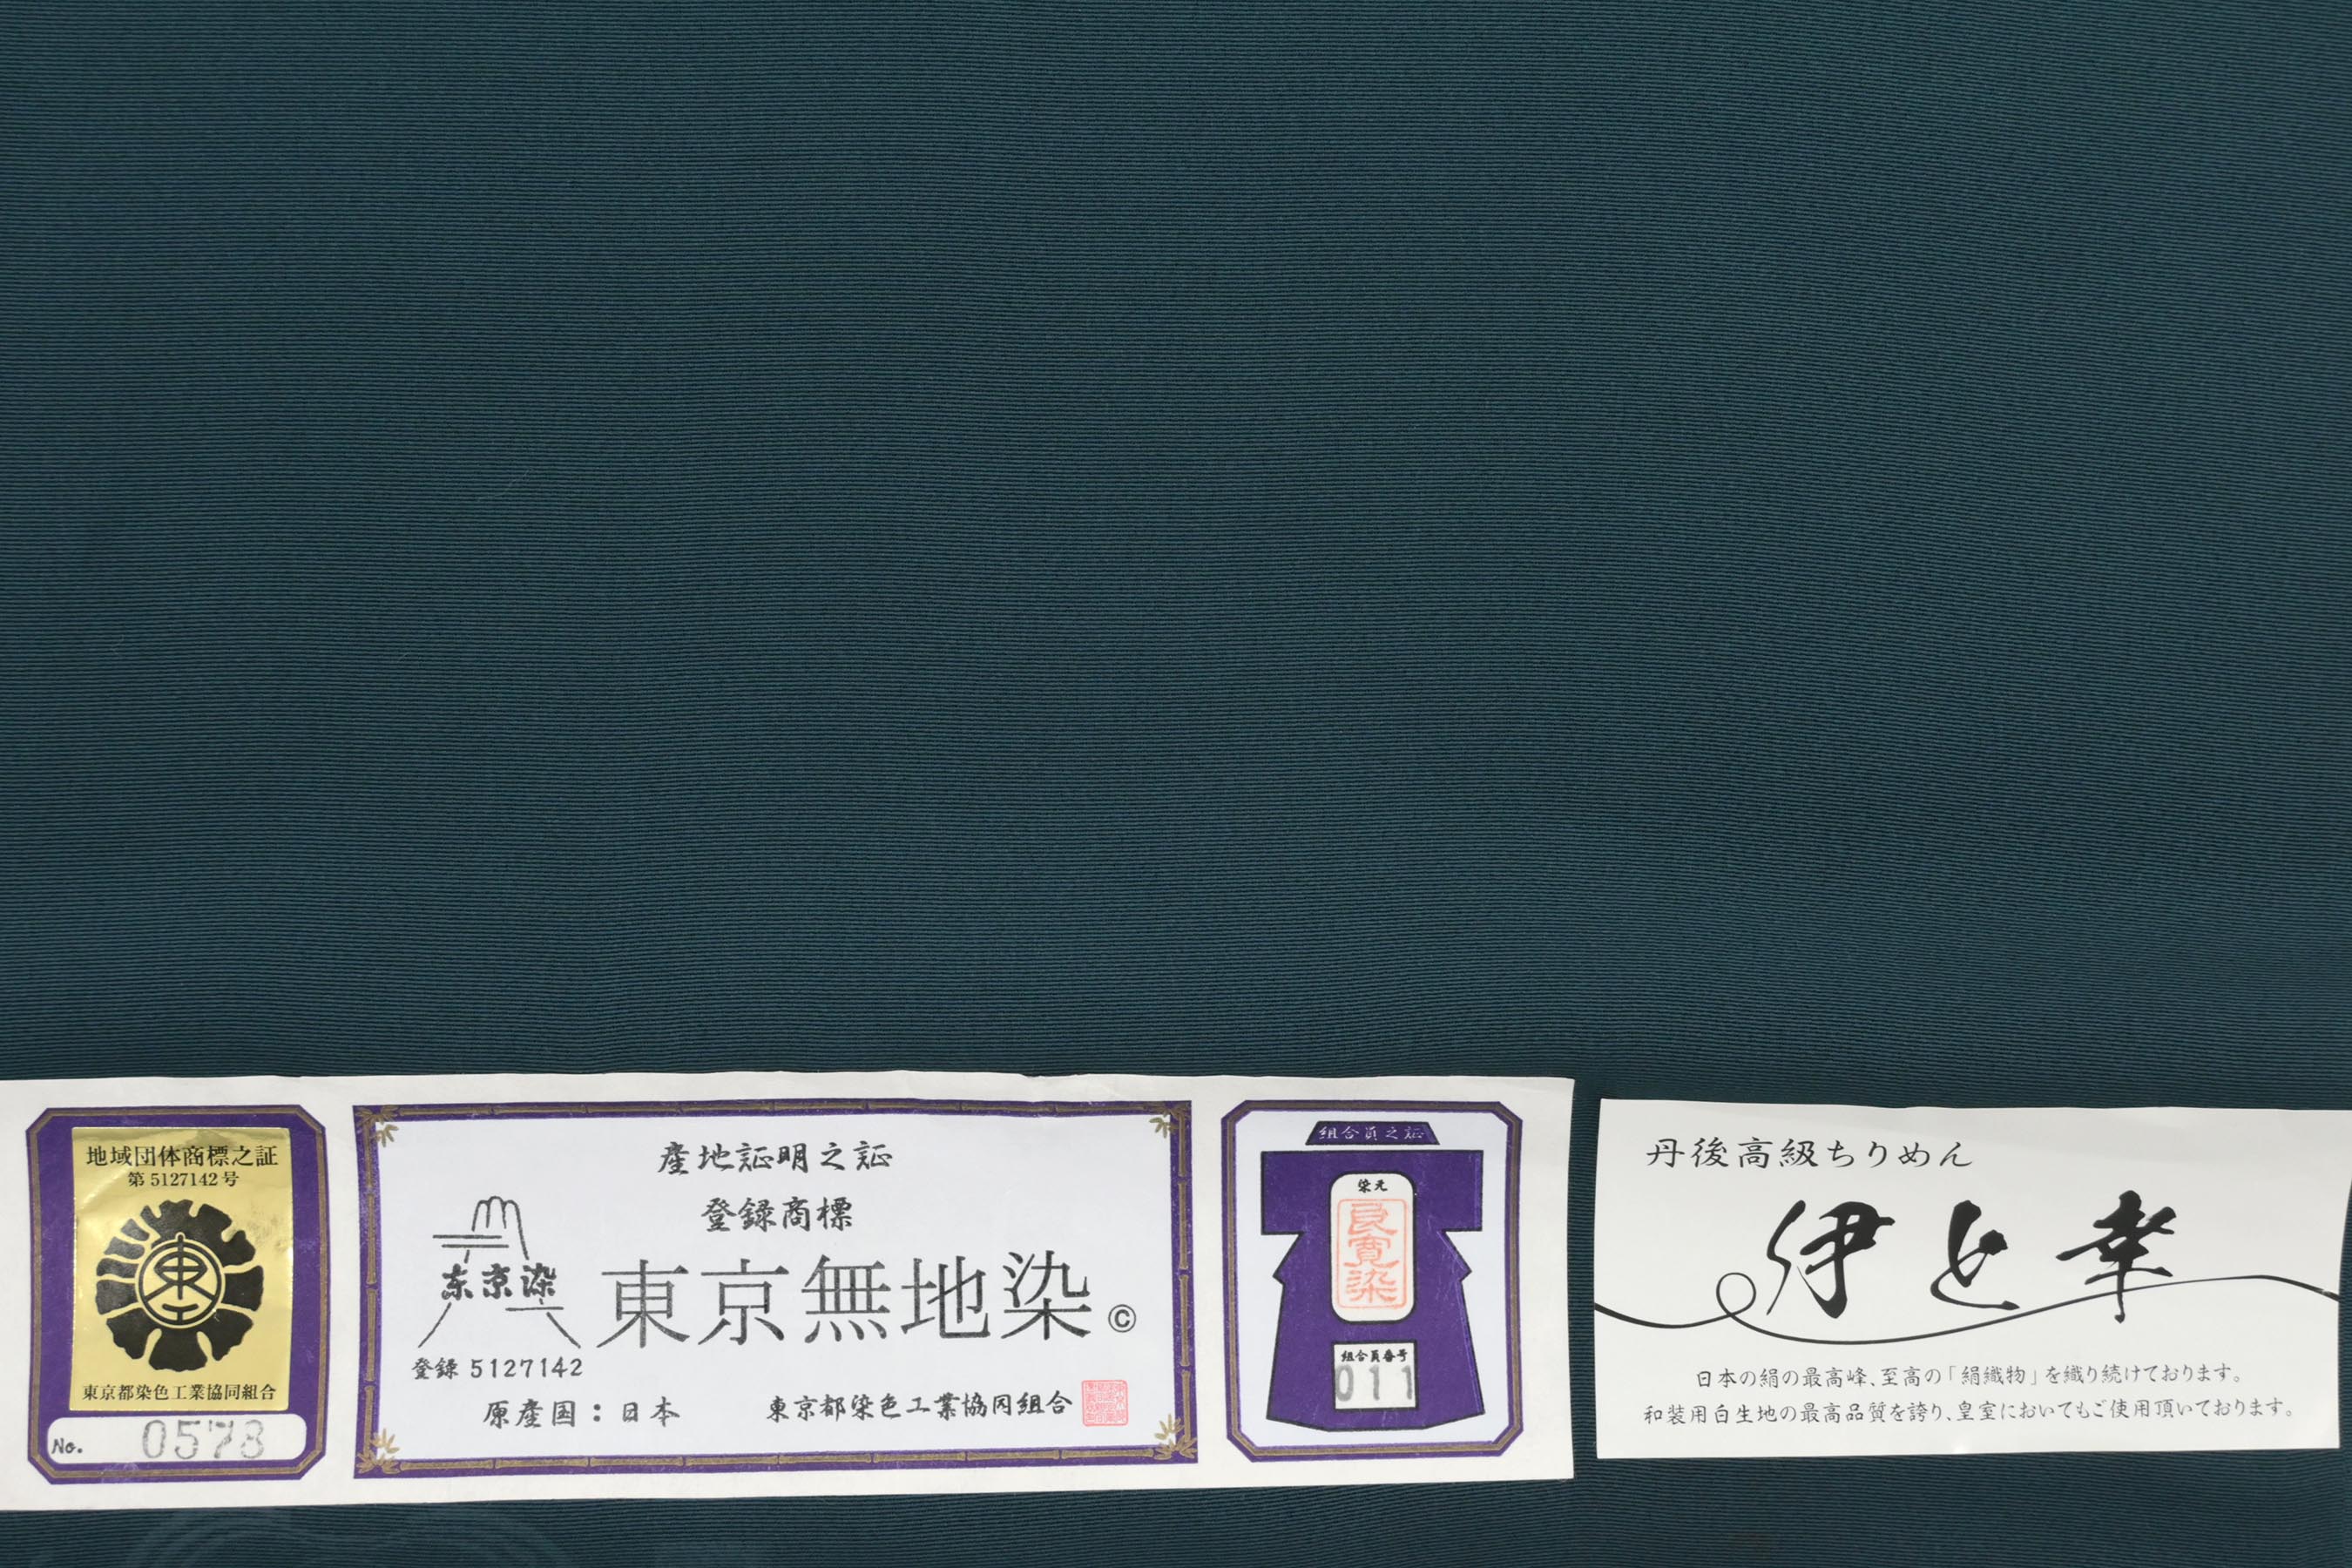 地域団体商標之証
第5127142号
東
工
東京都染色工業協同組合
No. 0573
産地証明之証
登録商標
东京染
東京無地染 ©
登録 5127142
原産国：日本
東京都染色工業協同組合
組合員之証
染元
良寛染
組合員番号
011
丹後高級ちりめん
伊と幸
日本の絹の最高峰、至高の「絹織物」を織り続けております。
和装用白生地の最高品質を誇り、皇室においてもご使用頂いております。